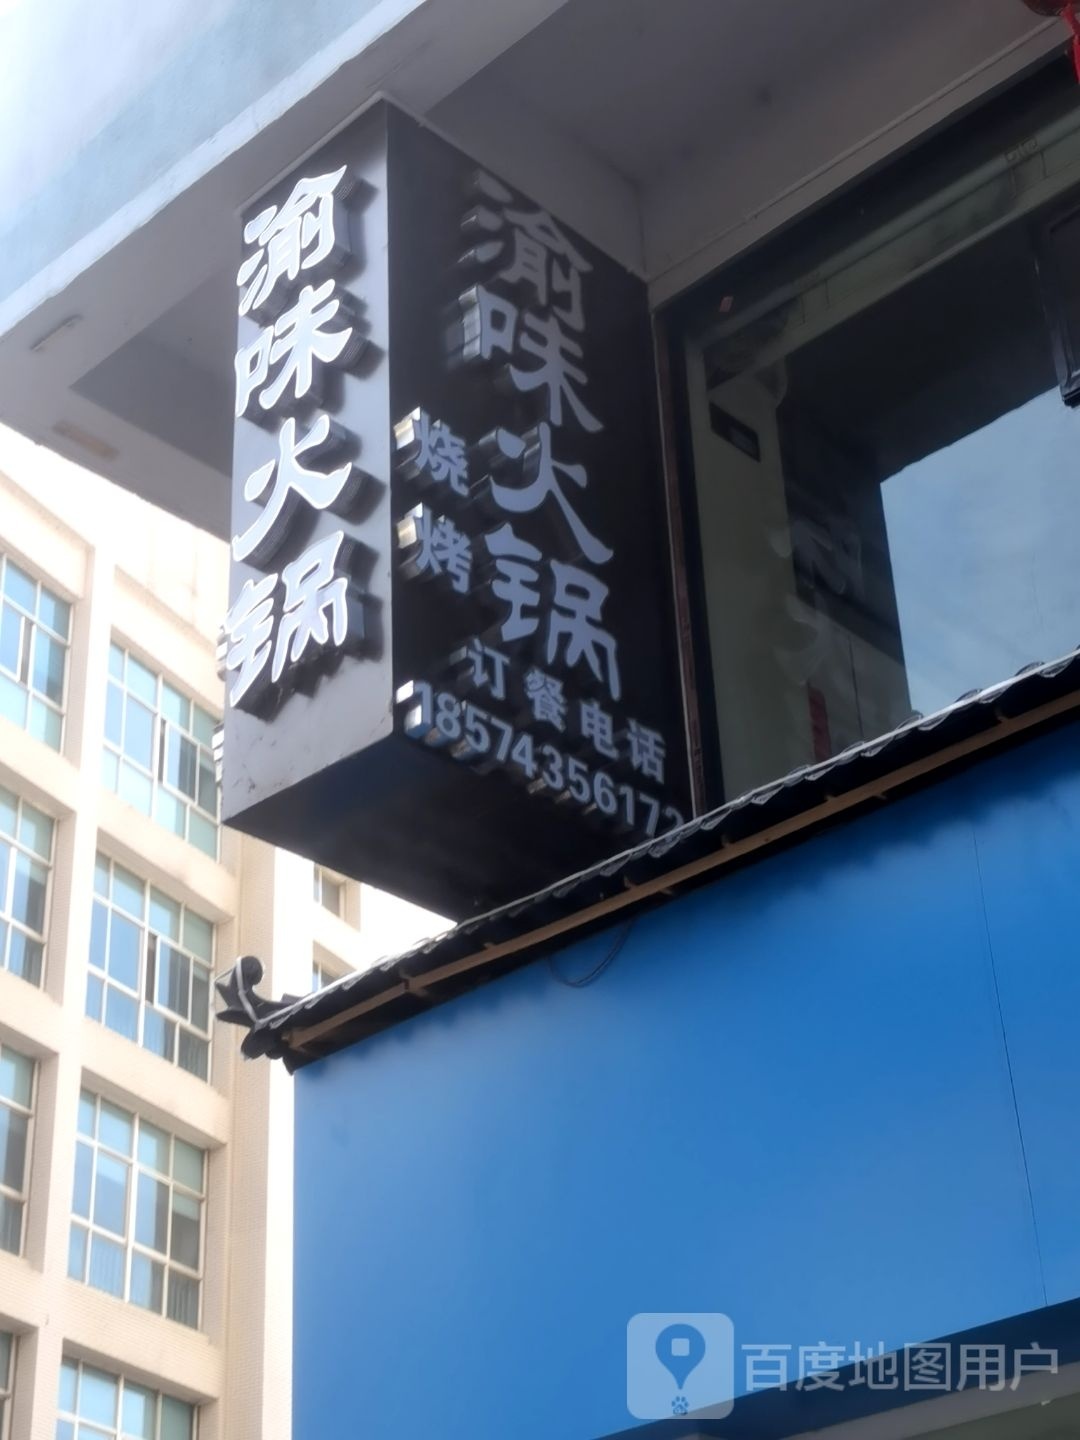 渝味火锅
渝味火锅
烧烤
订餐电话
1857435617
百度地图用户